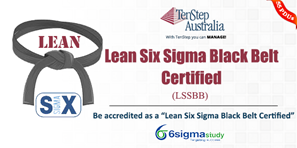 TenStep
Australia
With TenStep you can MANAGE!
LEAN
Lean Six Sigma Black Belt
Certified
(LSSBB)
SIX
Be accredited as a “Lean Six Sigma Black Belt Certified”
6sigmastudy